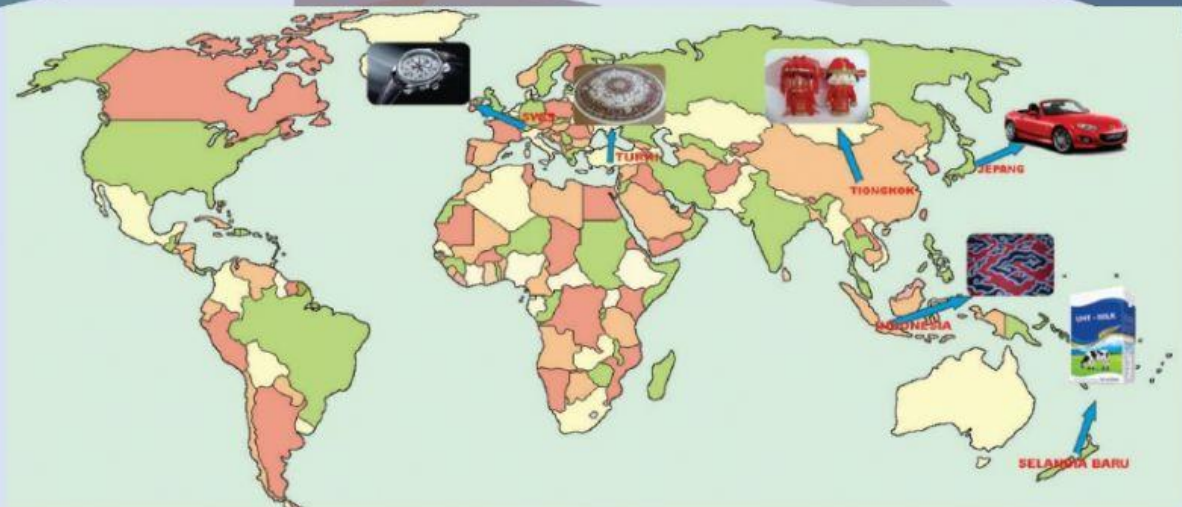 SWISS
TURKI
TIONGKOK
JEPANG
INDONESIA
UHT - MILK
SELANDIA BARU